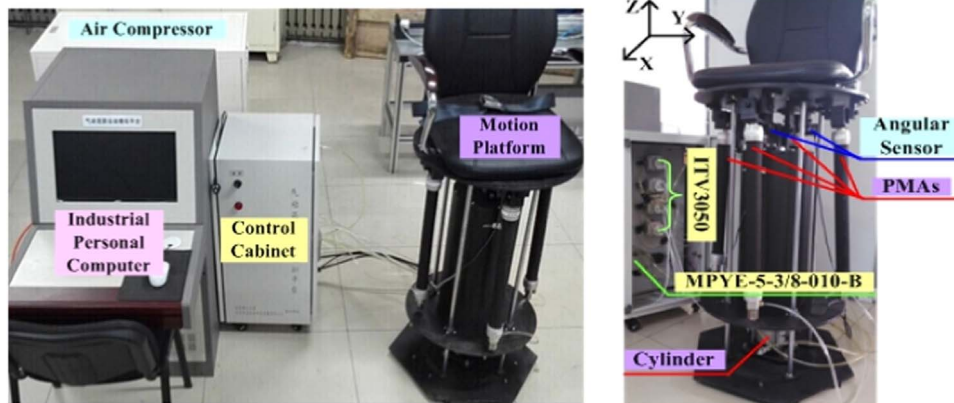 Air Compressor
Industrial
Personal
Computer
Control
Cabinet
Motion
Platform
Z
Y
X
Angular
Sensor
PMAs
ITV3050
MPYE-5-3/8-010-B
Cylinder